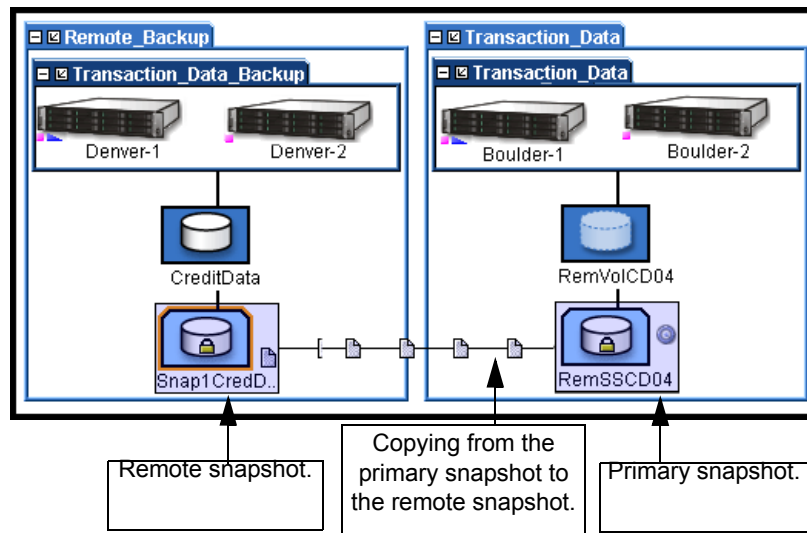 Remote_Backup
Transaction_Data_Backup
Denver-1
Denver-2
CreditData
Snap1CredD..
Transaction_Data
Transaction_Data
Boulder-1
Boulder-2
RemVolCD04
RemSSCD04
Remote snapshot.
Copying from the
primary snapshot to
the remote snapshot.
Primary snapshot.